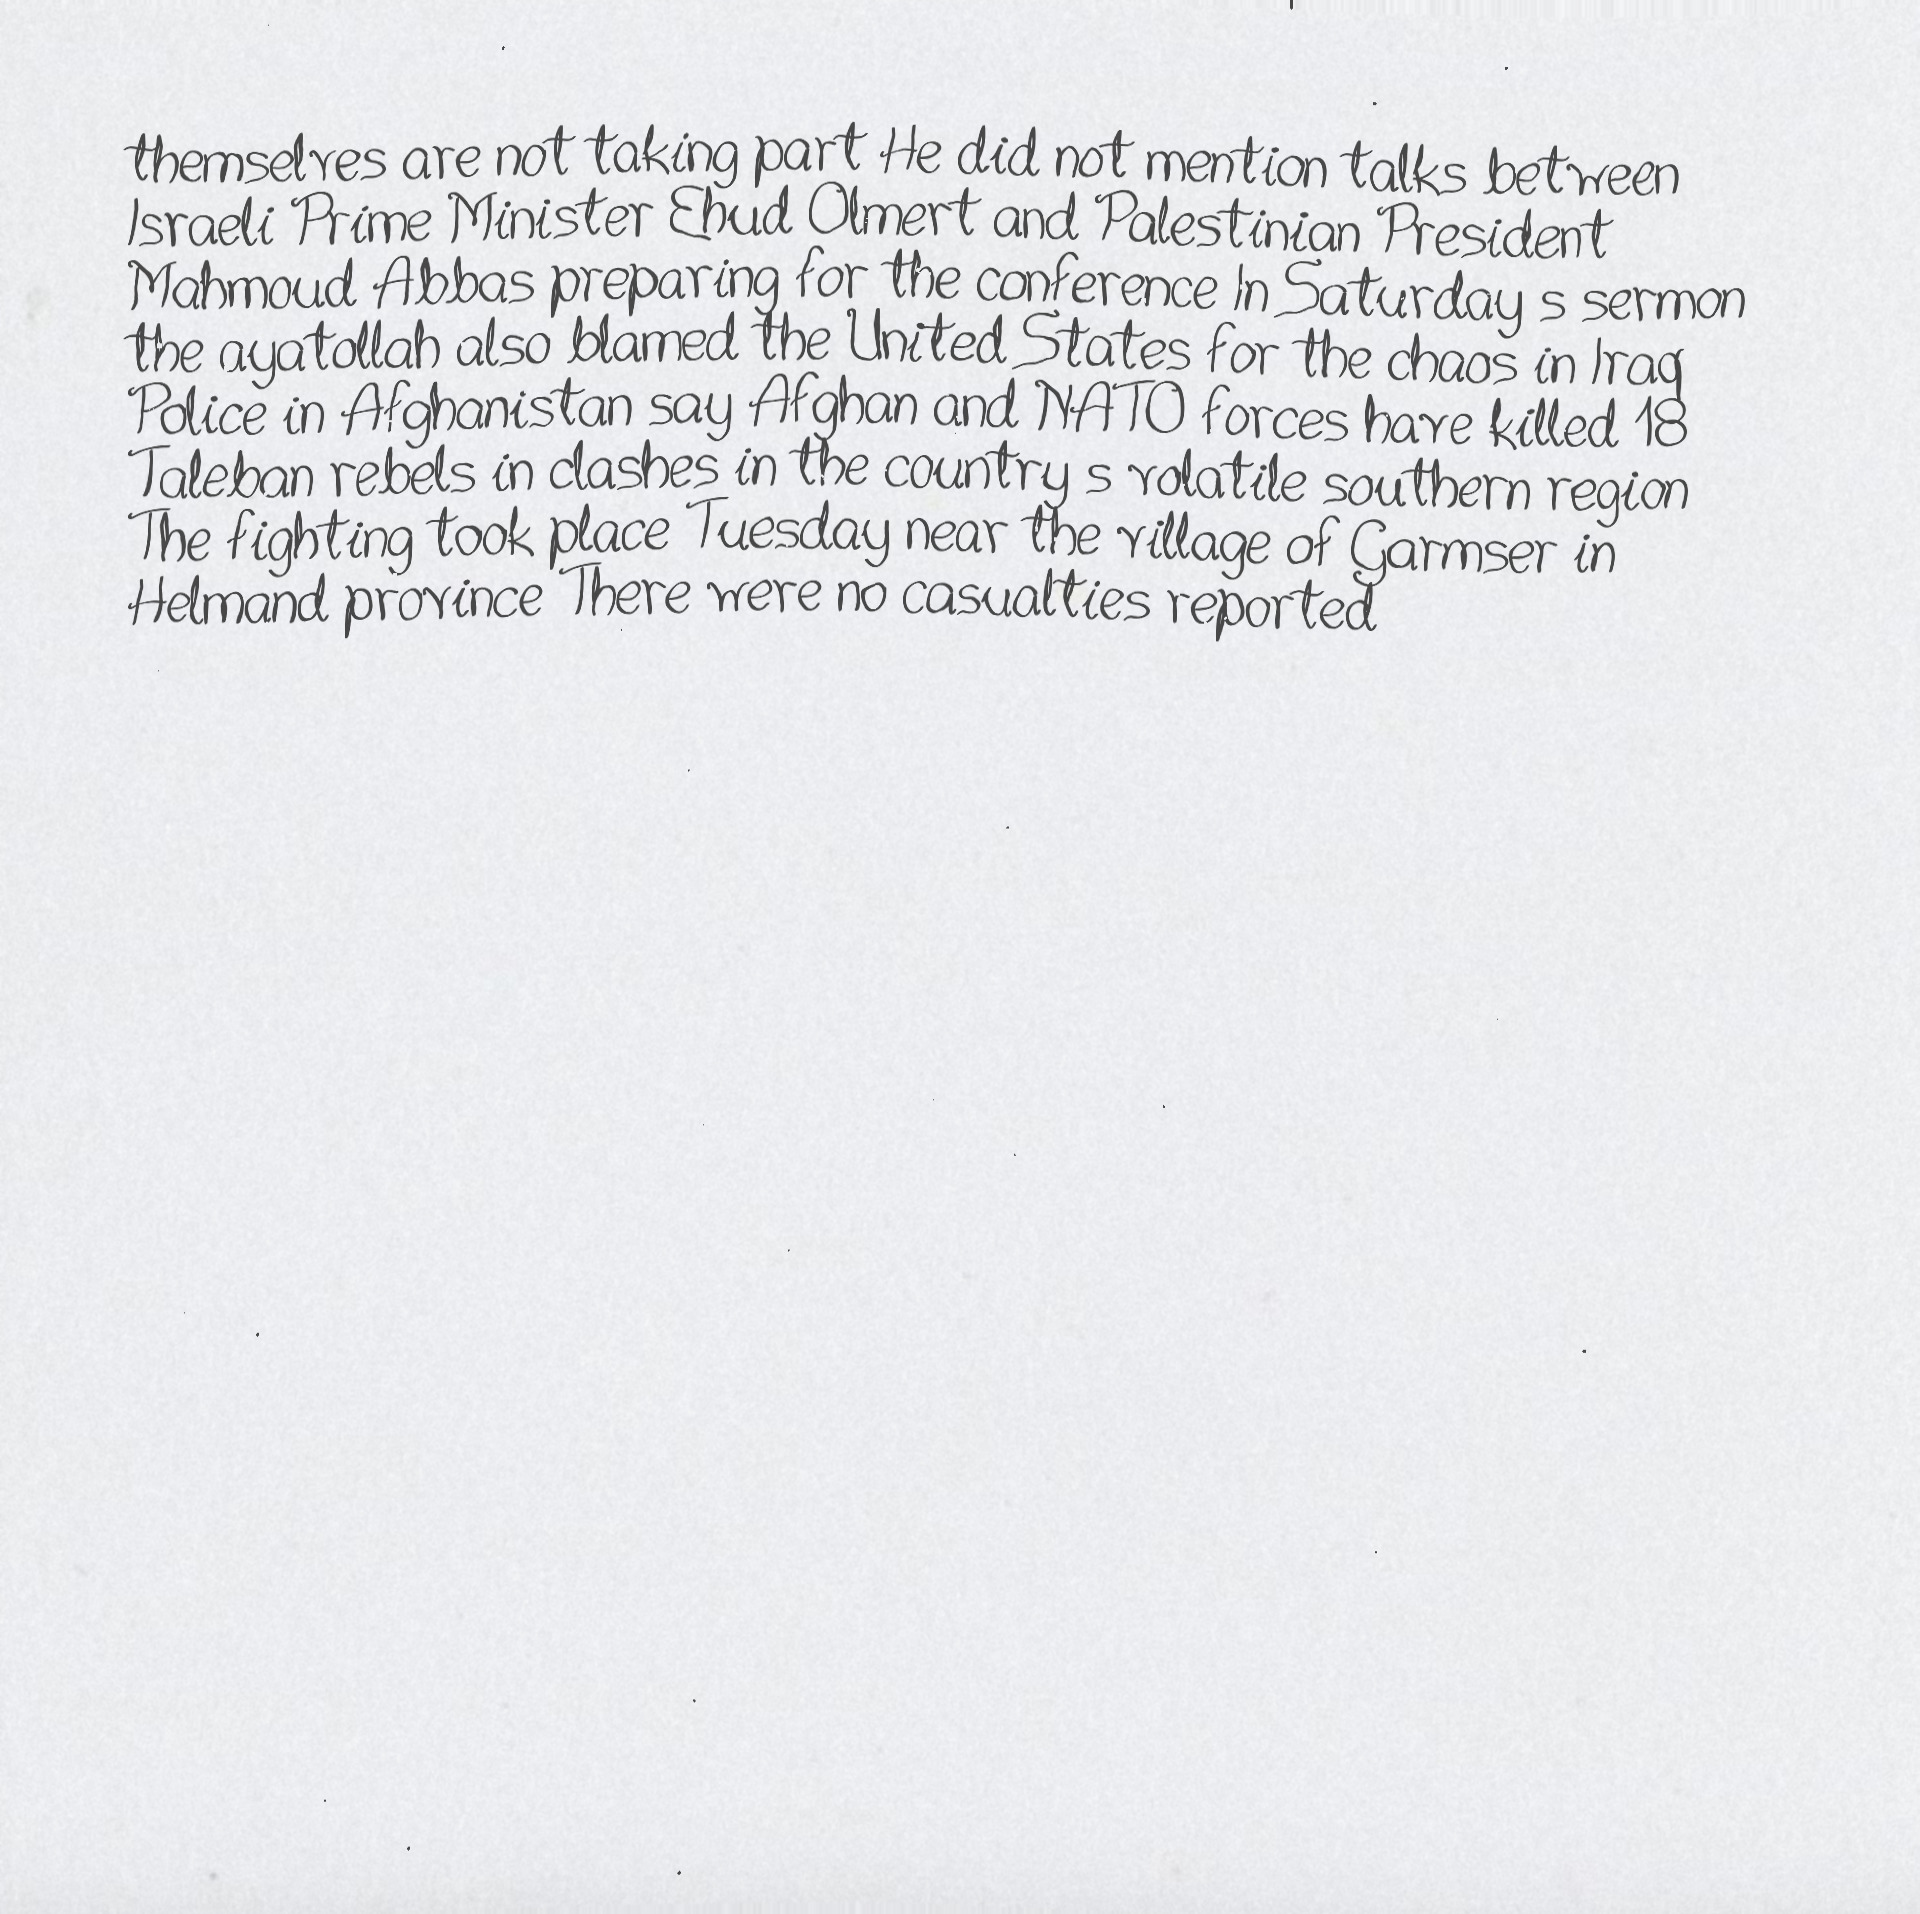 themselves are not taking part He did not mention talks between
Israeli Prime Minister Ehud Olmert and Palestinian President
Mahmoud Abbas preparing for the conference In Saturday s sermon
the ayatollah also blamed the United States for the chaos in Iraq
Police in Afghanistan say Afghan and NATO forces have killed 18
Taleban rebels in clashes in the country s volatile southern region
The fighting took place Tuesday near the village of Garmser in
Helmand province There were no casualties reported